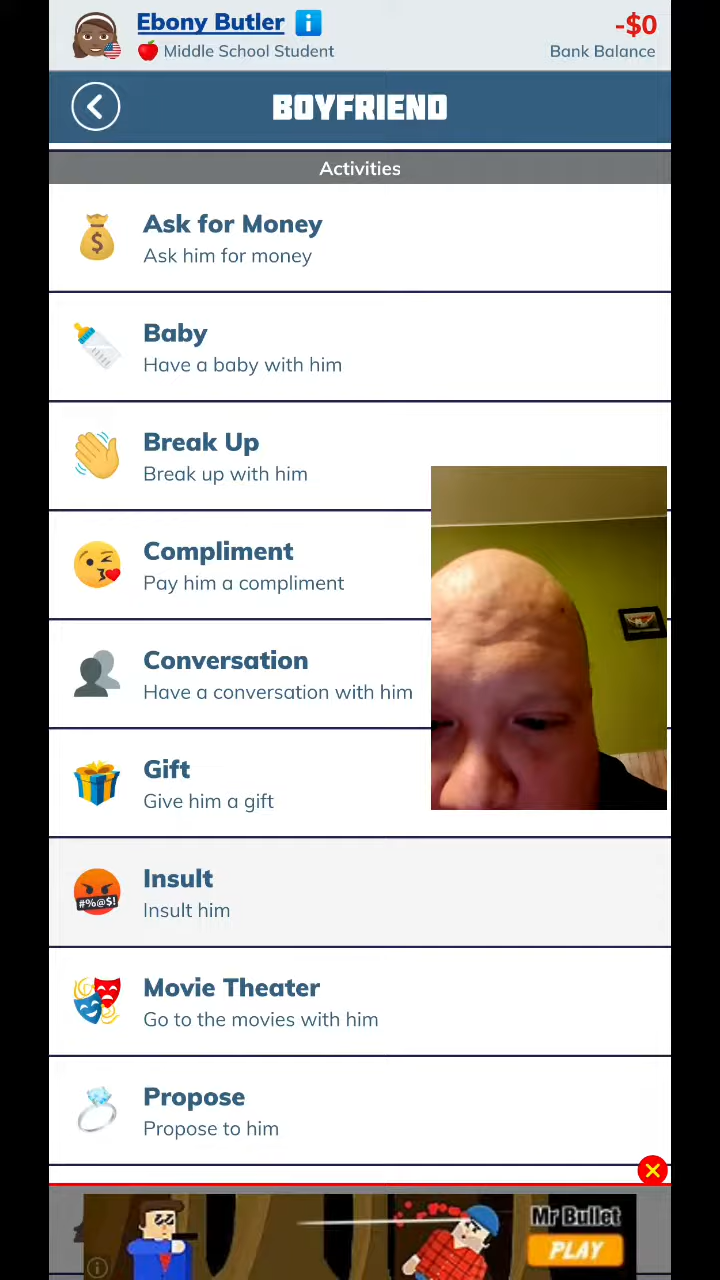 Ebony Butler i
-$0
Middle School Student
Bank Balance
BOYFRIEND
Activities
Ask for Money
Ask him for money
Baby
Have a baby with him
Break Up
Break up with him
Compliment
Pay him a compliment
Conversation
Have a conversation with him
Gift
Give him a gift
Insult
#%@$!
Insult him
Movie Theater
Go to the movies with him
Propose
Propose to him
Mr Bullet
PLAY